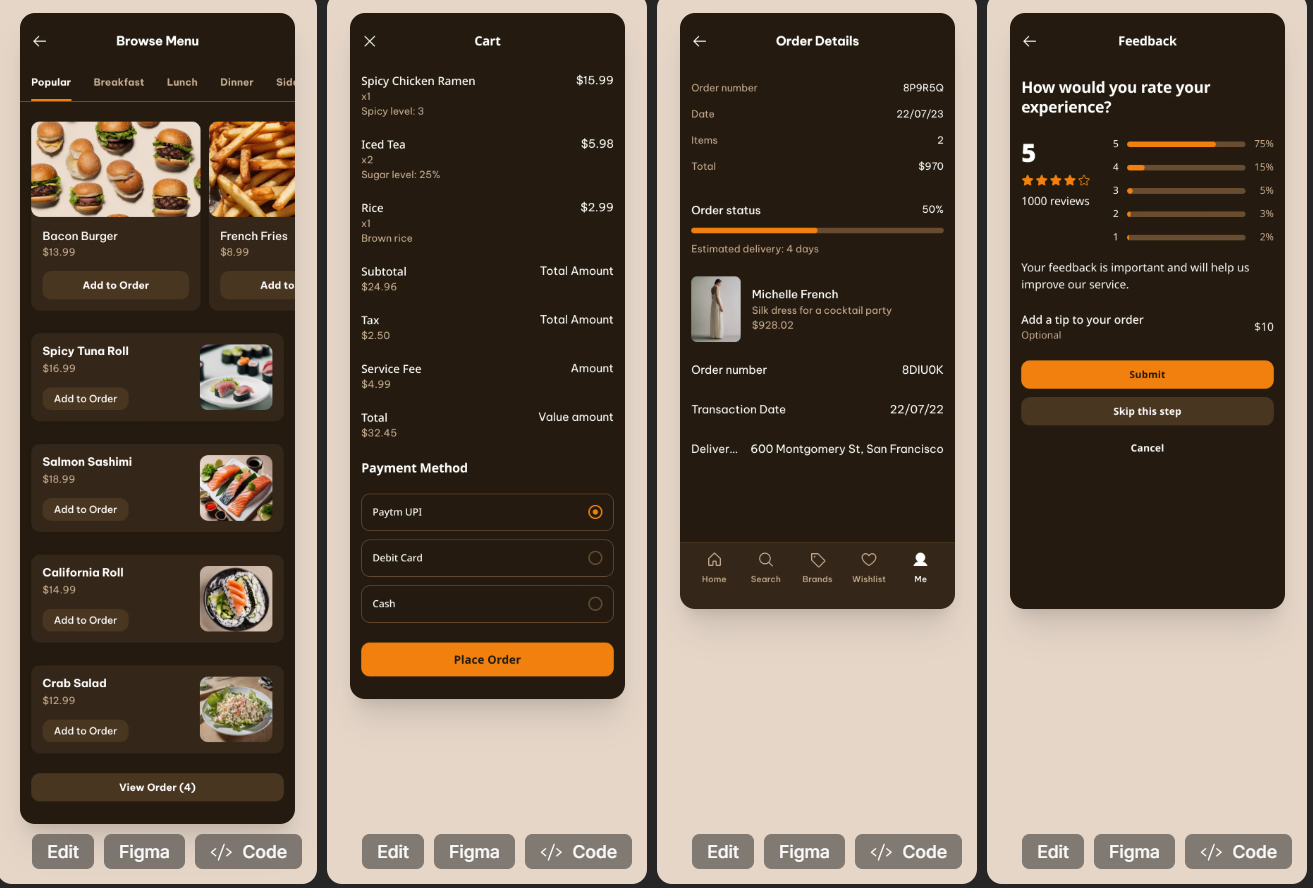 Browse Menu
Popular
Breakfast
Lunch
Dinner
Side
Bacon Burger
$13.99
Add to Order
French Fries
$8.99
Add to
Spicy Tuna Roll
$16.99
Add to Order
Salmon Sashimi
$18.99
Add to Order
California Roll
$14.99
Add to Order
Crab Salad
$12.99
Add to Order
View Order (4)
Edit
Figma
</> Code
Cart
Spicy Chicken Ramen $15.99
x1
Spicy level: 3
Iced Tea $5.98
x2
Sugar level: 25%
Rice $2.99
x1
Brown rice
Subtotal Total Amount
$24.96
Tax Total Amount
$2.50
Service Fee Amount
$4.99
Total Value amount
$32.45
Payment Method
Paytm UPI
Debit Card
Cash
Place Order
Edit
Figma
</> Code
Order Details
Order number 8P9R5Q
Date 22/07/23
Items 2
Total $970
Order status 50%
Estimated delivery: 4 days
Michelle French
Silk dress for a cocktail party
$928.02
Order number 8DIU0K
Transaction Date 22/07/22
Deliver... 600 Montgomery St, San Francisco
Home
Search
Brands
Wishlist
Me
Edit
Figma
</> Code
Feedback
How would you rate your
experience?
5
1000 reviews
5 75%
4 15%
3 5%
2 3%
1 2%
Your feedback is important and will help us
improve our service.
Add a tip to your order $10
Optional
Submit
Skip this step
Cancel
Edit
Figma
</> Code